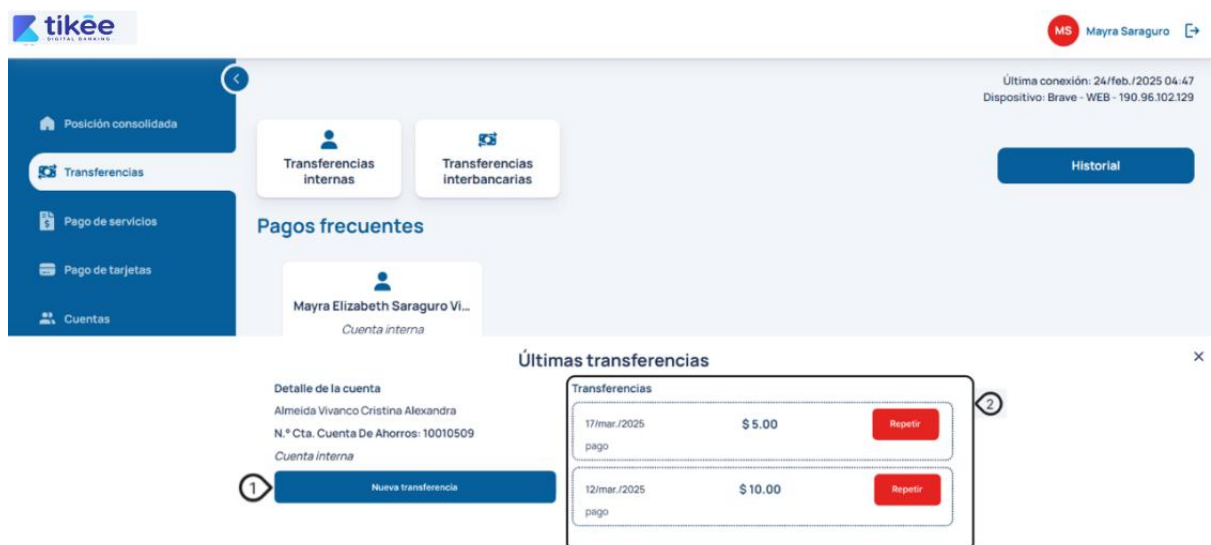 tikēe
DIGITAL BANKING
MS Mayra Saraguro
Última conexión: 24/feb./2025 04:47
Dispositivo: Brave - WEB - 190.96.102.129
Posición consolidada
Transferencias
Pago de servicios
Pago de tarjetas
Cuentas
Transferencias
internas
Transferencias
interbancarias
Historial
Pagos frecuentes
Mayra Elizabeth Saraguro Vi...
Cuenta interna
Últimas transferencias
Detalle de la cuenta
Almeida Vivanco Cristina Alexandra
N.º Cta. Cuenta De Ahorros: 10010509
Cuenta interna
1
Nueva transferencia
Transferencias
2
17/mar./2025 $ 5.00 Repetir
pago
12/mar./2025 $ 10.00 Repetir
pago